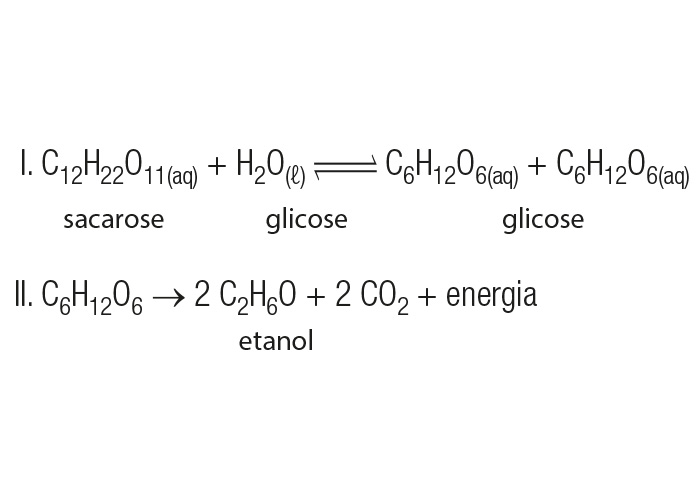 I. C₁₂H₂₂O₁₁(aq) + H₂O(ℓ) ⇌ C₆H₁₂O₆(aq) + C₆H₁₂O₆(aq)
sacarose glicose glicose
II. C₆H₁₂O₆ → 2 C₂H₆O + 2 CO₂ + energia
etanol